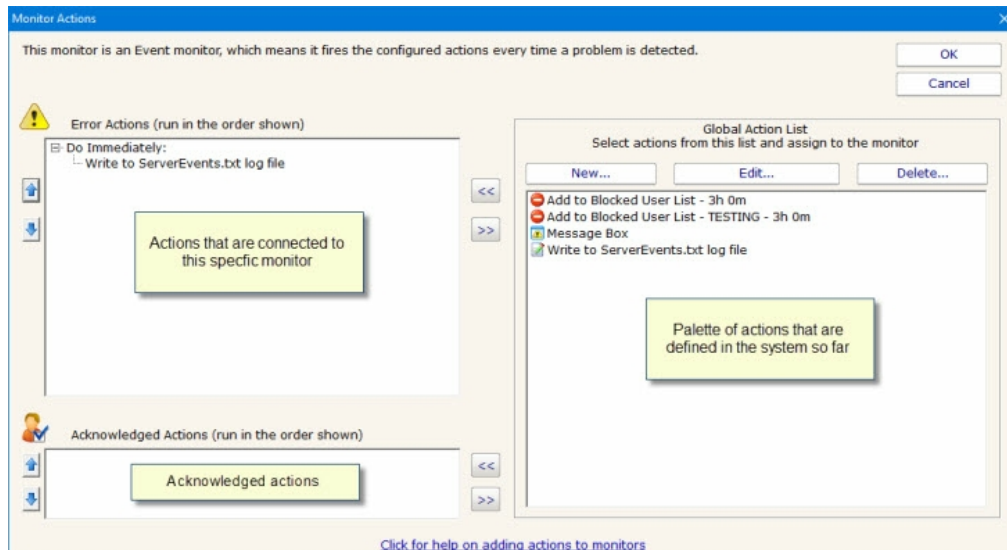 Monitor Actions
This monitor is an Event monitor, which means it fires the configured actions every time a problem is detected.
OK
Cancel
Error Actions (run in the order shown)
Do Immediately:
Write to ServerEvents.txt log file
Actions that are connected to
this specfic monitor
<<
>>
Global Action List
Select actions from this list and assign to the monitor
New...
Edit...
Delete...
Add to Blocked User List - 3h 0m
Add to Blocked User List - TESTING - 3h 0m
Message Box
Write to ServerEvents.txt log file
Palette of actions that are
defined in the system so far
Acknowledged Actions (run in the order shown)
Acknowledged actions
<<
>>
Click for help on adding actions to monitors